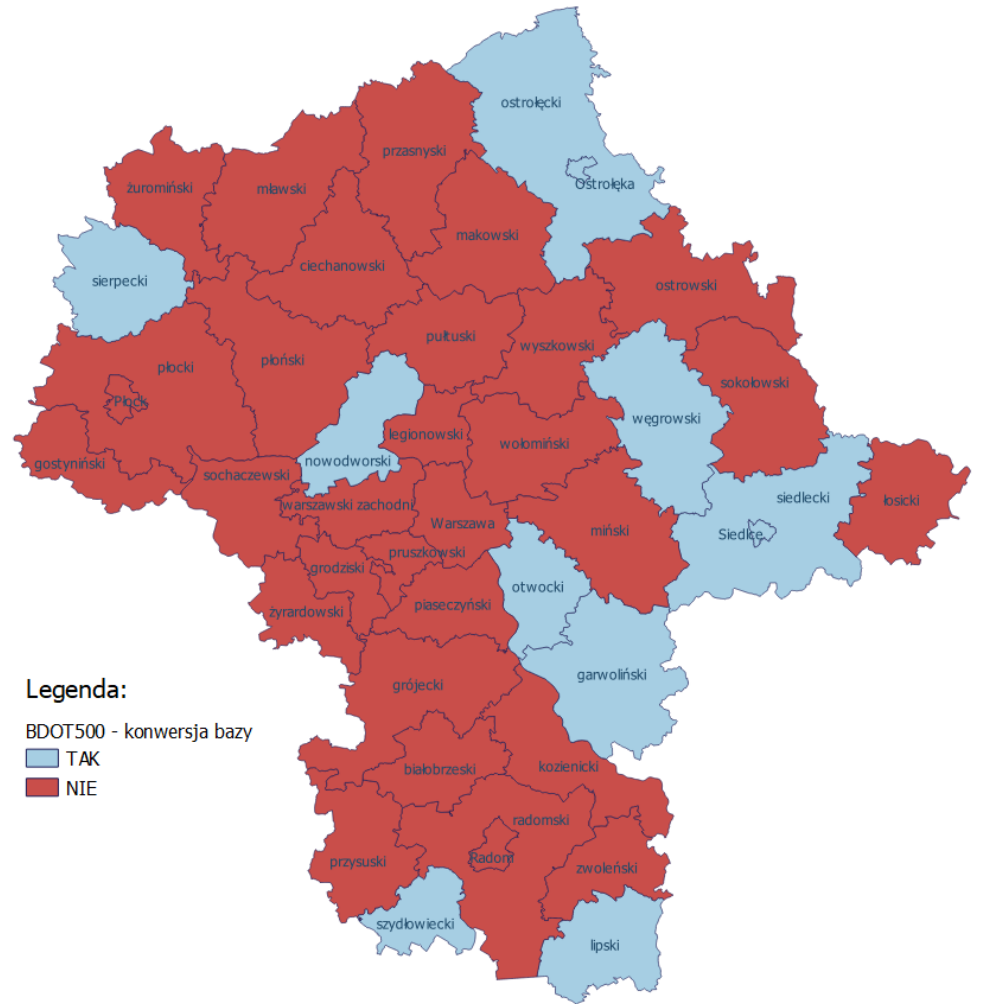 ostrołęcki
przasnyski
Ostrołęka
żuromiński
mławski
makowski
ciechanowski
sierpecki
ostrowski
pułtuski
wyszkowski
płoński
płocki
sokołowski
Płock
węgrowski
legionowski
wołomiński
gostyniński
nowodworski
sochaczewski
siedlecki
łosicki
warszawski zachodni
Warszawa
miński
Siedlce
pruszkowski
grodziski
otwocki
żyrardowski
piaseczyński
garwoliński
grójecki
Legenda:
BDOT500 - konwersja bazy
TAK
NIE
białobrzeski
kozienicki
radomski
Radom
przysuski
zwoleński
szydłowiecki
lipski